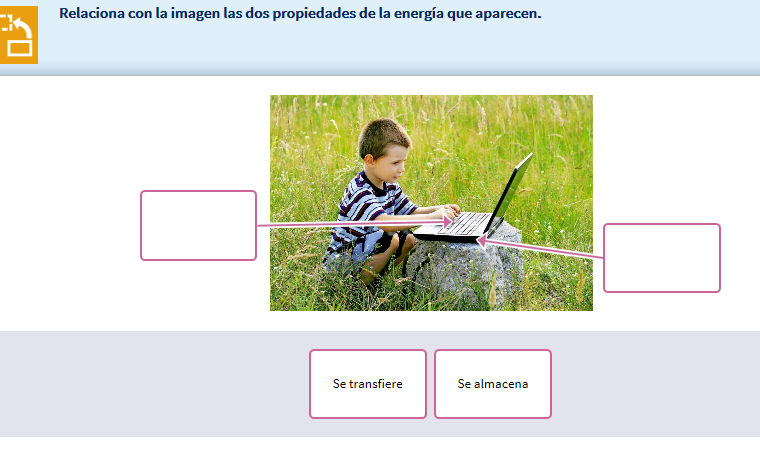 Relaciona con la imagen las dos propiedades de la energía que aparecen.
Se transfiere
Se almacena